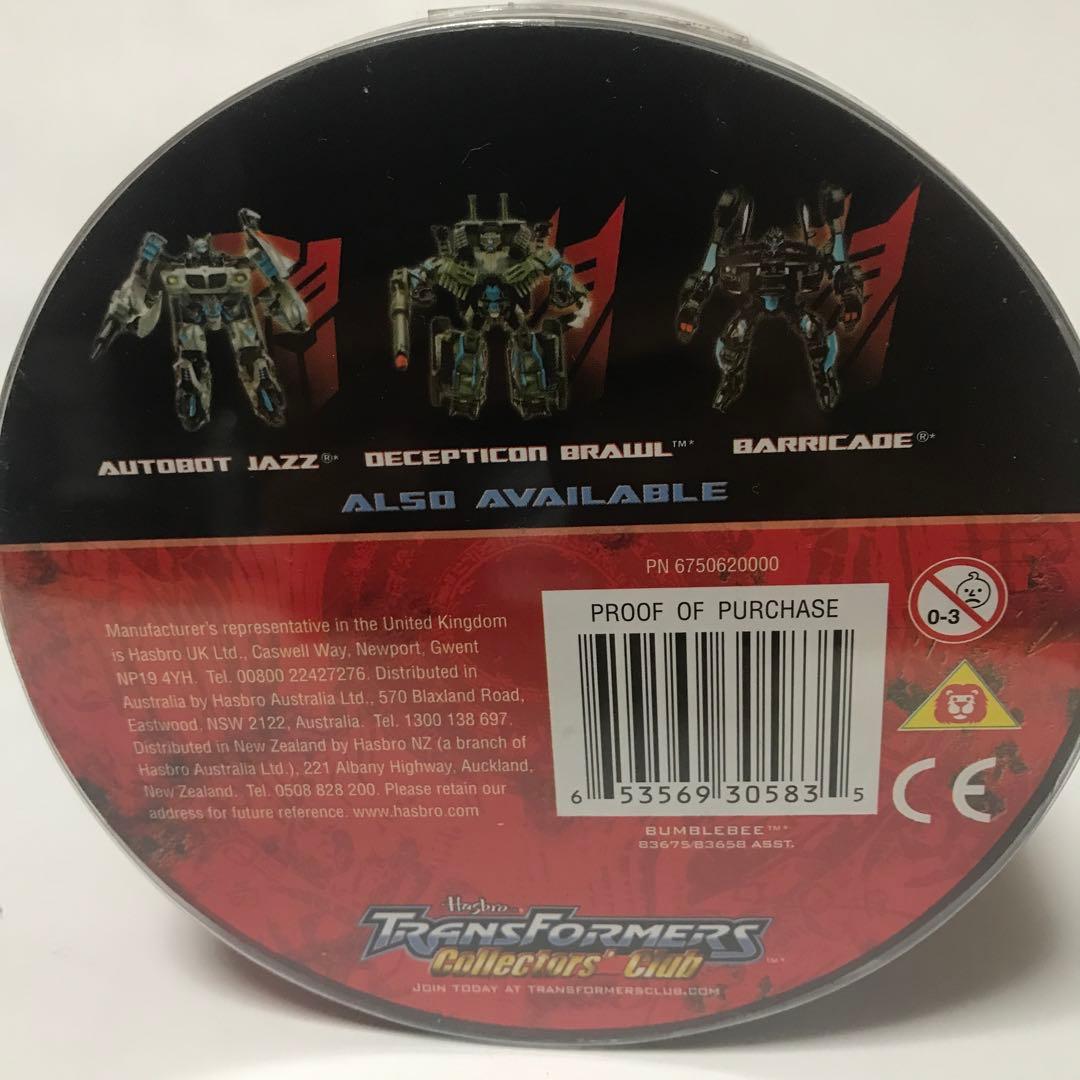 AUTOBOT JAZZ®* DECEPTICON BRAWL™* BARRICADE®*
ALSO AVAILABLE
PN 6750620000
Manufacturer's representative in the United Kingdom
is Hasbro UK Ltd., Caswell Way, Newport, Gwent
NP19 4YH. Tel. 00800 22427276. Distributed in
Australia by Hasbro Australia Ltd., 570 Blaxland Road,
Eastwood, NSW 2122, Australia. Tel. 1300 138 697.
Distributed in New Zealand by Hasbro NZ (a branch of
Hasbro Australia Ltd.), 221 Albany Highway, Auckland,
New Zealand. Tel. 0508 828 200. Please retain our
address for future reference. www.hasbro.com
PROOF OF PURCHASE
6 53569 30583 5
BUMBLEBEE™*
83675/83658 ASST.
0-3
CE
Hasbro
TRANSFORMERS™*
Collectors' Club
JOIN TODAY AT TRANSFORMERSCLUB.COM